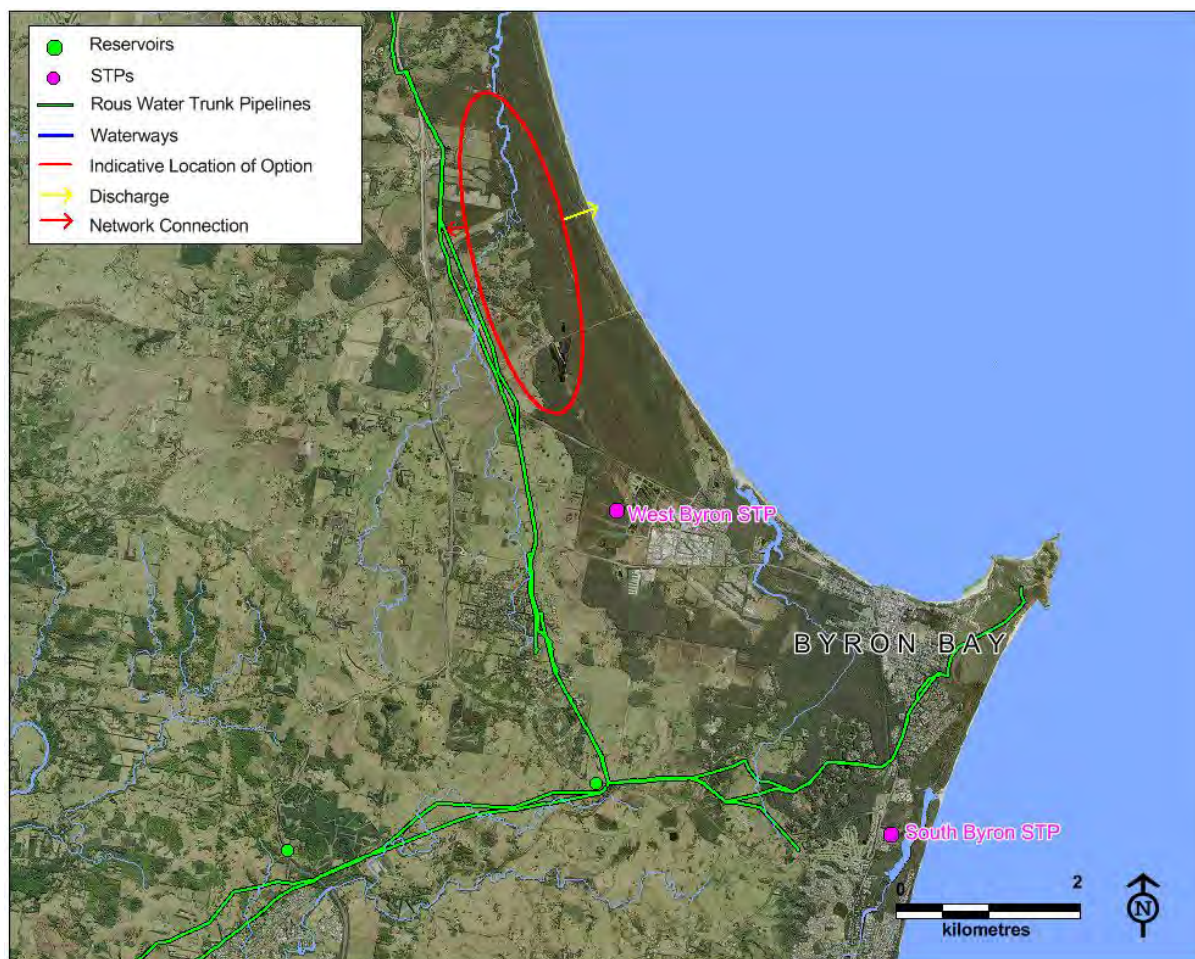 Reservoirs
STPs
Rous Water Trunk Pipelines
Waterways
Indicative Location of Option
Discharge
Network Connection
West Byron STP
BYRON BAY
South Byron STP
0 2
kilometres
N